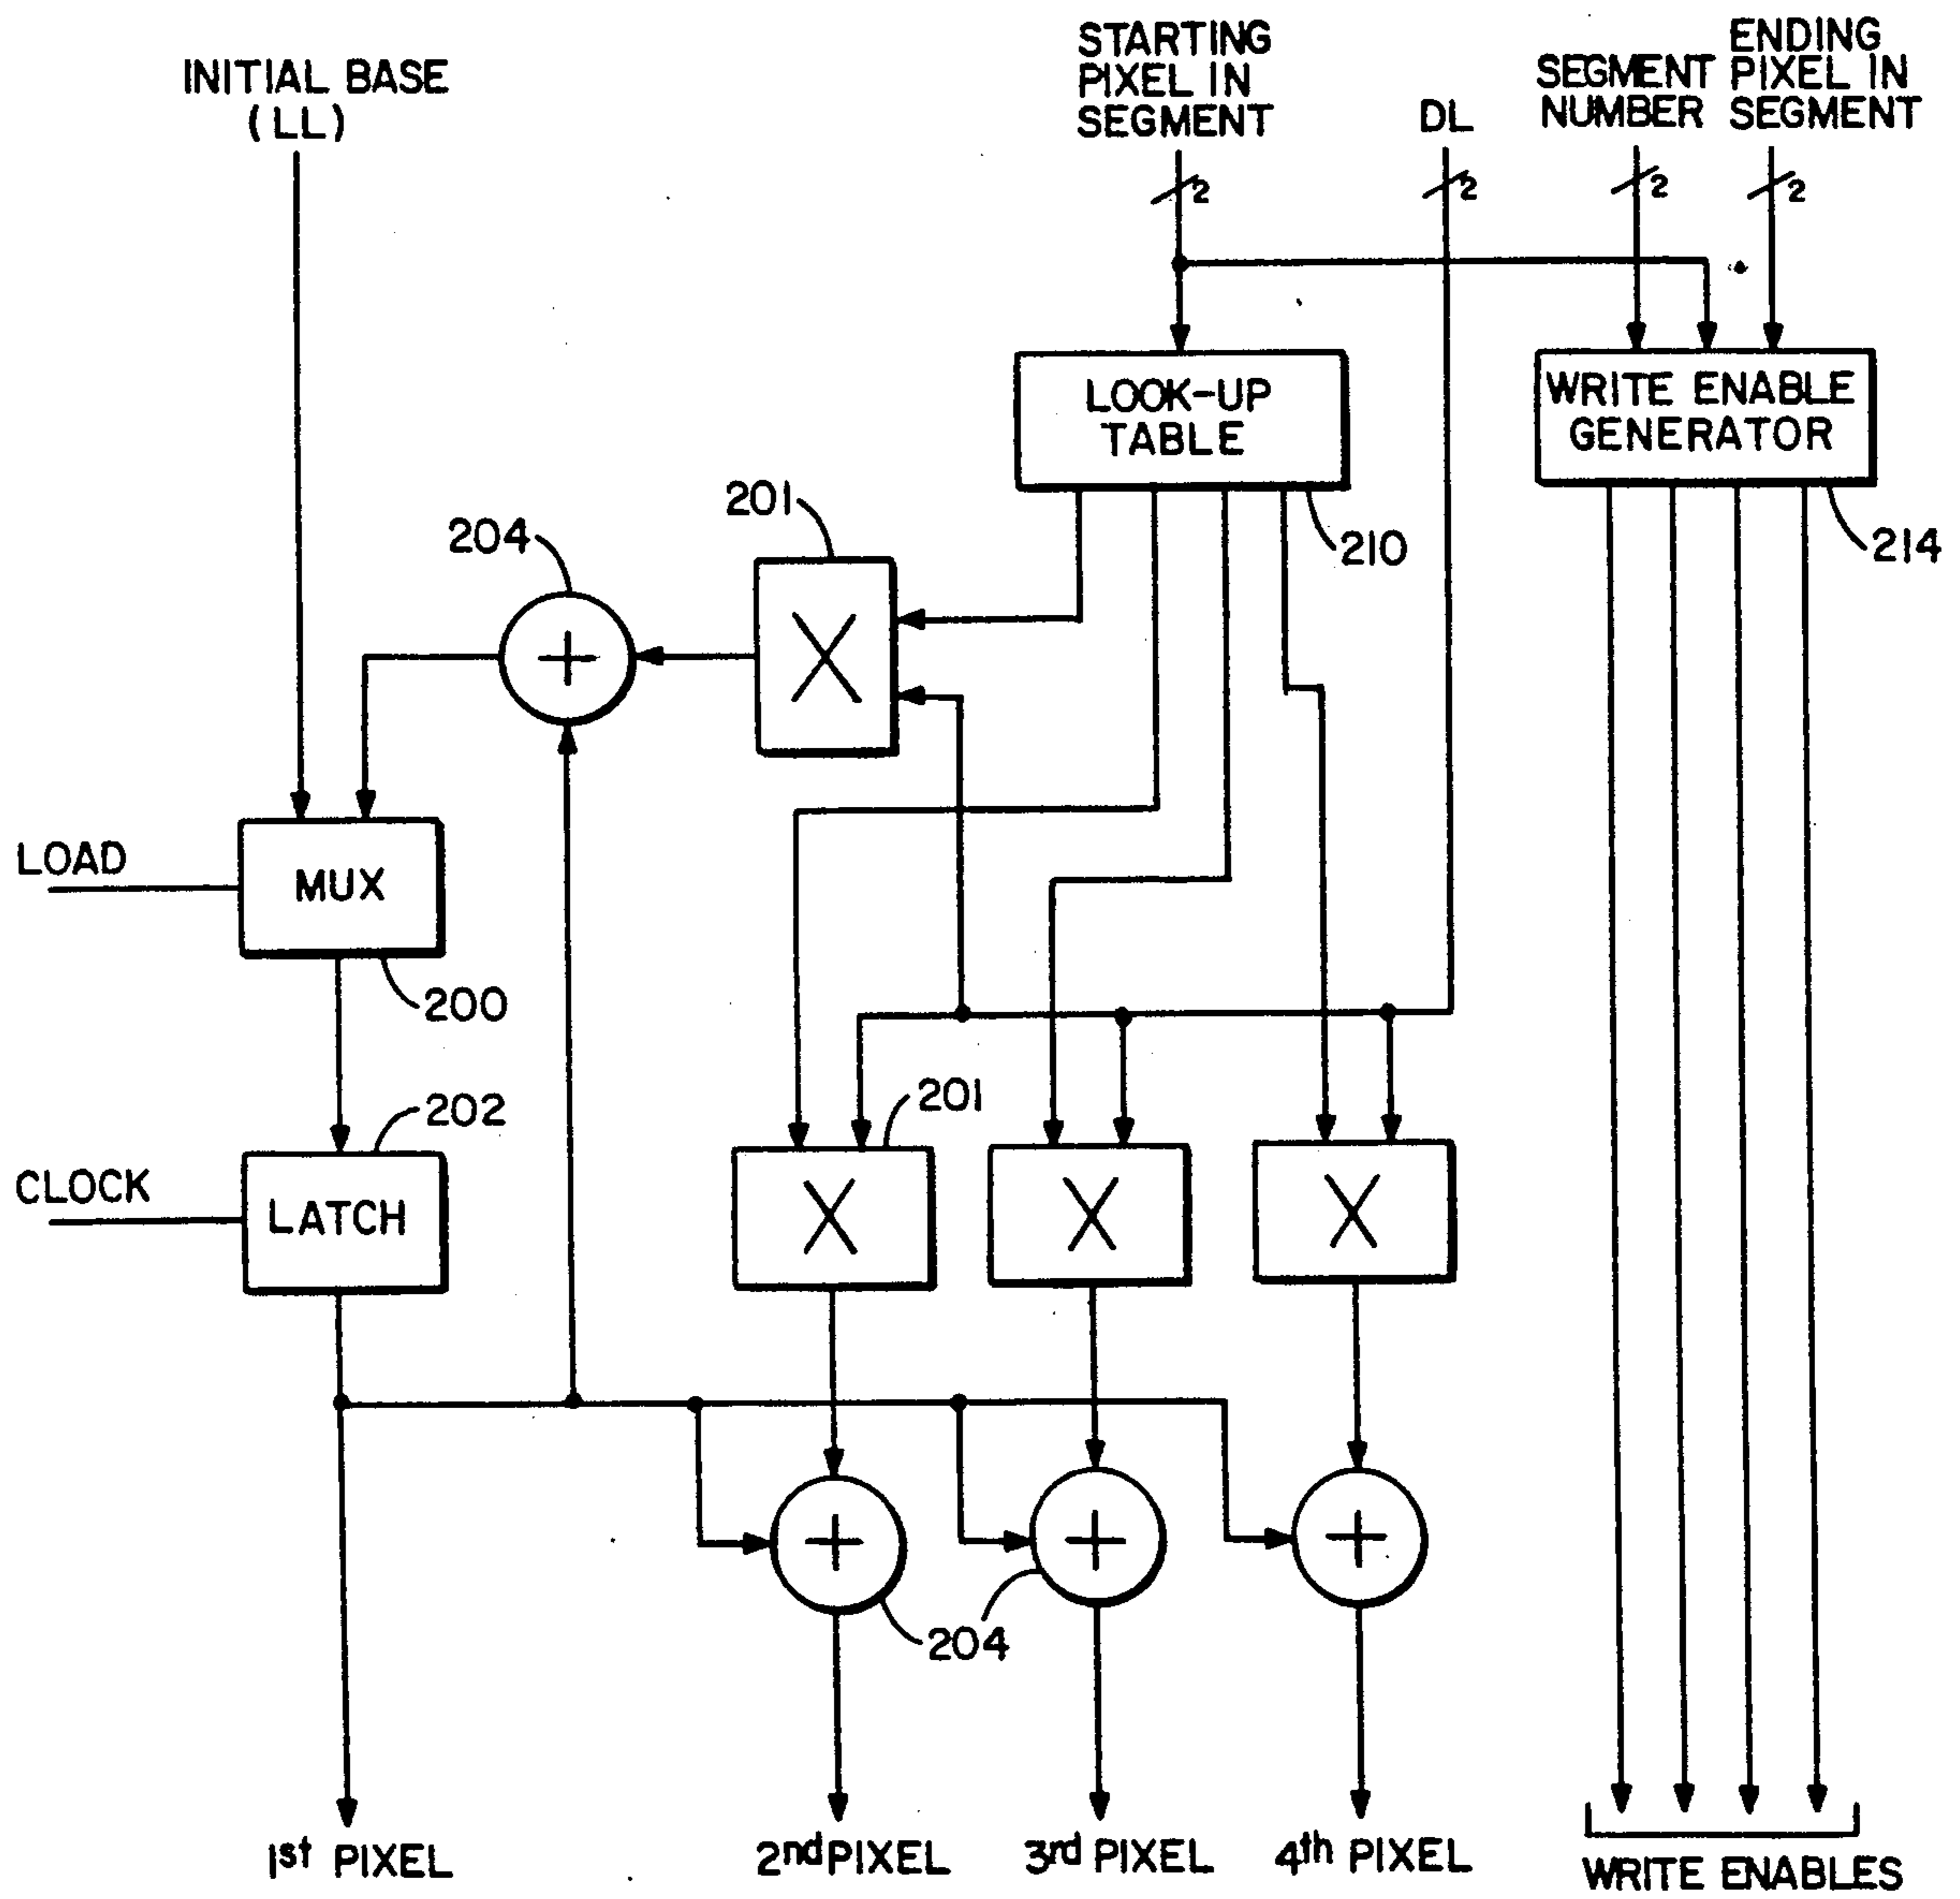 INITIAL BASE
(LL)
STARTING
PIXEL IN
SEGMENT
DL
SEGMENT
NUMBER
ENDING
PIXEL IN
SEGMENT
2
2
2
2
LOOK-UP
TABLE
WRITE ENABLE
GENERATOR
201
204
210
214
+
X
LOAD
MUX
200
202
201
CLOCK
LATCH
X
X
X
+
+
+
204
1st PIXEL
2nd PIXEL
3rd PIXEL
4th PIXEL
WRITE ENABLES